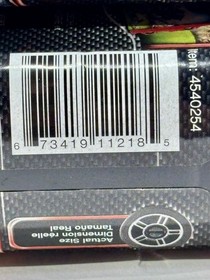 Item: 4540254
6 73419 11218 5
Actual Size
Dimension réelle
Tamaño Real